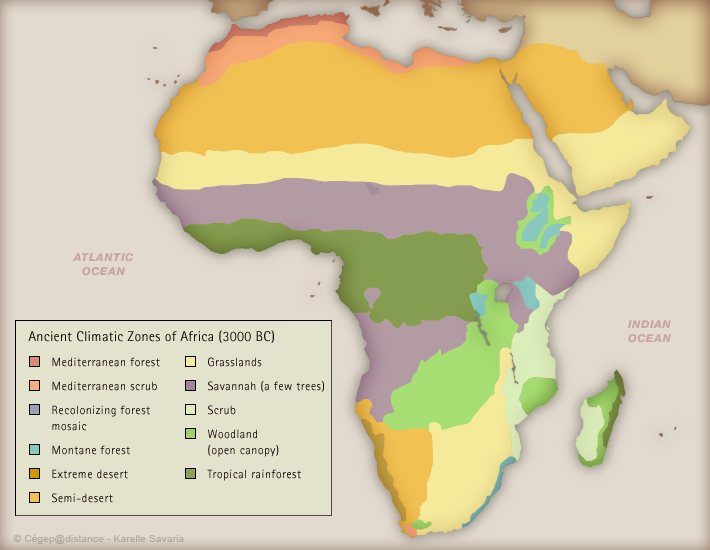 ATLANTIC
OCEAN
INDIAN
OCEAN
Ancient Climatic Zones of Africa (3000 BC)
Mediterranean forest
Mediterranean scrub
Recolonizing forest
mosaic
Montane forest
Extreme desert
Semi-desert
Grasslands
Savannah (a few trees)
Scrub
Woodland
(open canopy)
Tropical rainforest
© Cégep@distance - Karelle Savaria